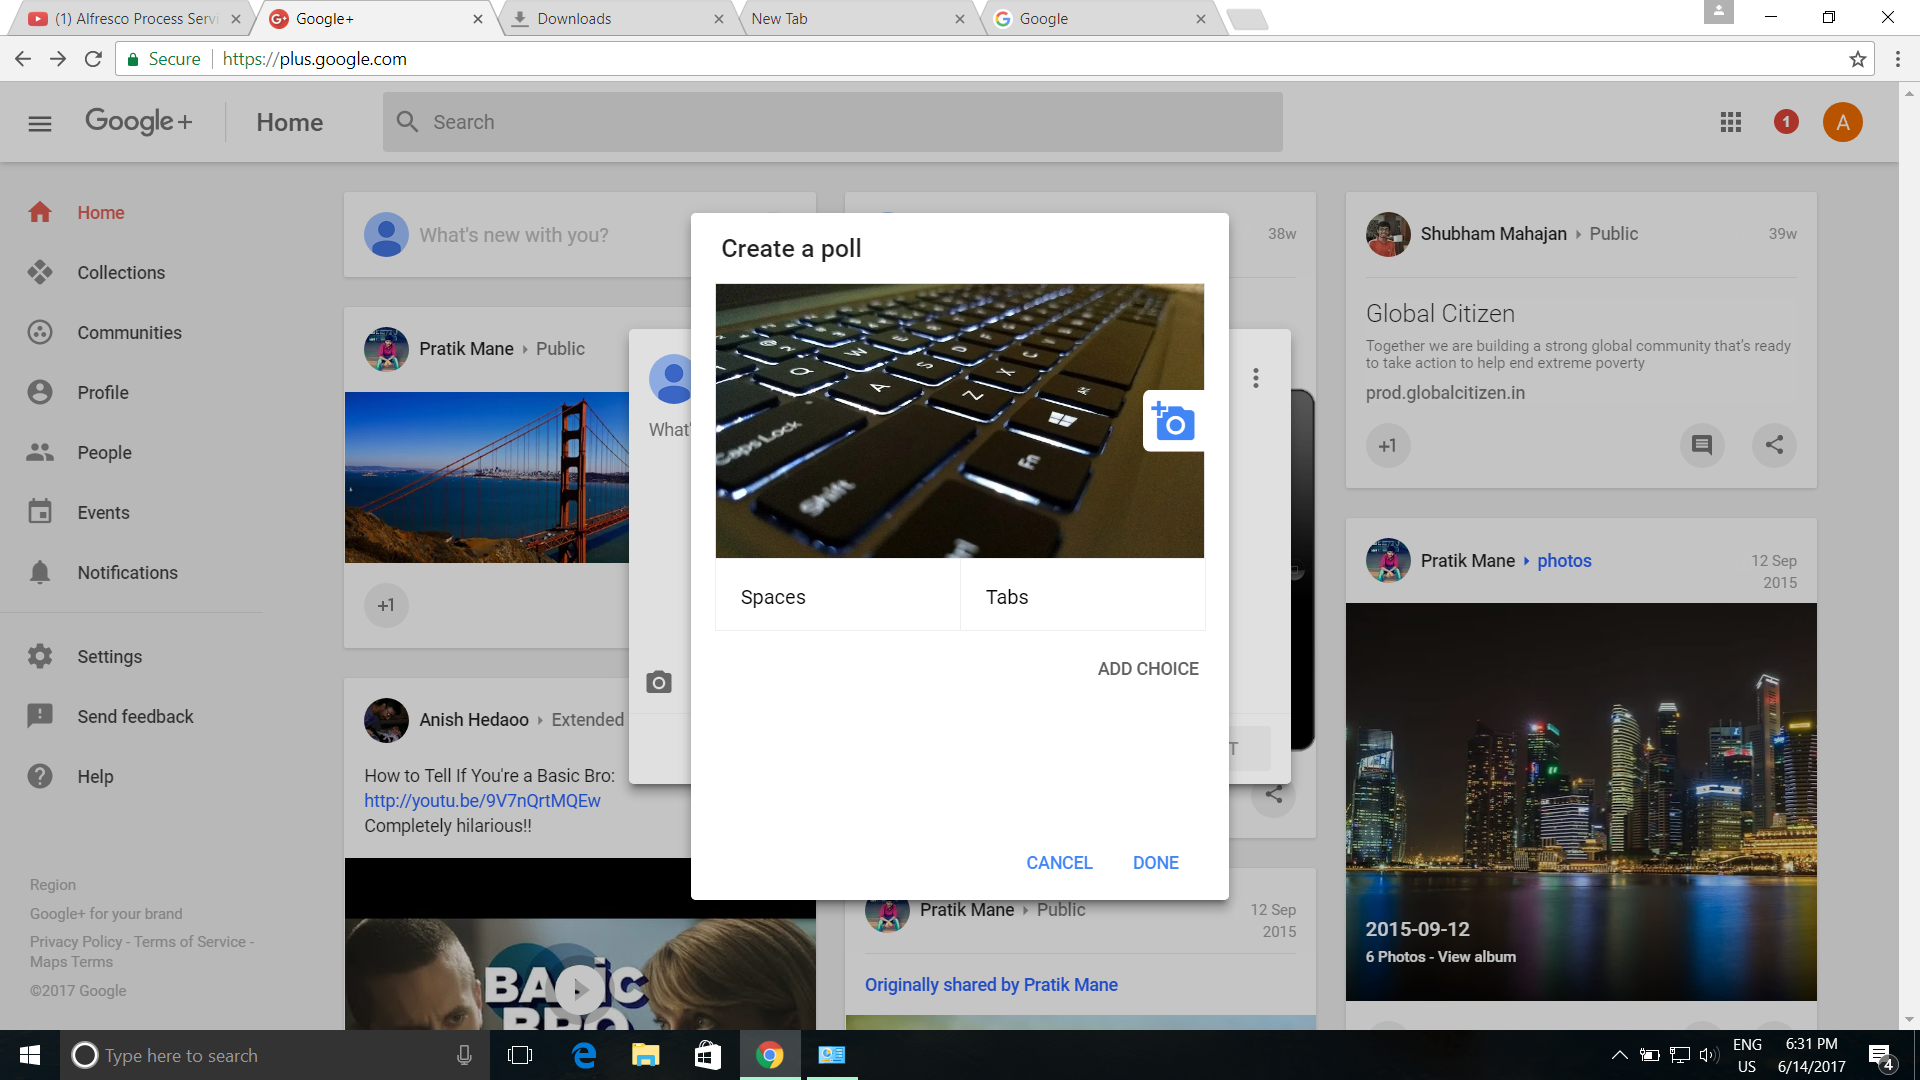 (1) Alfresco Process Servi
Google+
Downloads
New Tab
Google
Secure
https://plus.google.com
Google+
Home
Search
1
A
Home
Collections
Communities
Profile
People
Events
Notifications
Settings
Send feedback
Help
Region
Google+ for your brand
Privacy Policy - Terms of Service -
Maps Terms
©2017 Google
What's new with you?
Pratik Mane
Public
+1
Anish Hedaoo
Extended
How to Tell If You're a Basic Bro:
http://youtu.be/9V7nQrtMQEw
Completely hilarious!!
BASiC
BRO
What'
Create a poll
Q
W
A
S
D
Z
X
C
Caps Lock
Shift
Fn
Spaces
Tabs
ADD CHOICE
CANCEL
DONE
T
38w
Pratik Mane
Public
12 Sep
2015
Originally shared by Pratik Mane
Shubham Mahajan
Public
39w
Global Citizen
Together we are building a strong global community that's ready
to take action to help end extreme poverty
prod.globalcitizen.in
+1
Pratik Mane
photos
12 Sep
2015
2015-09-12
6 Photos - View album
Type here to search
ENG
US
6:31 PM
6/14/2017
4